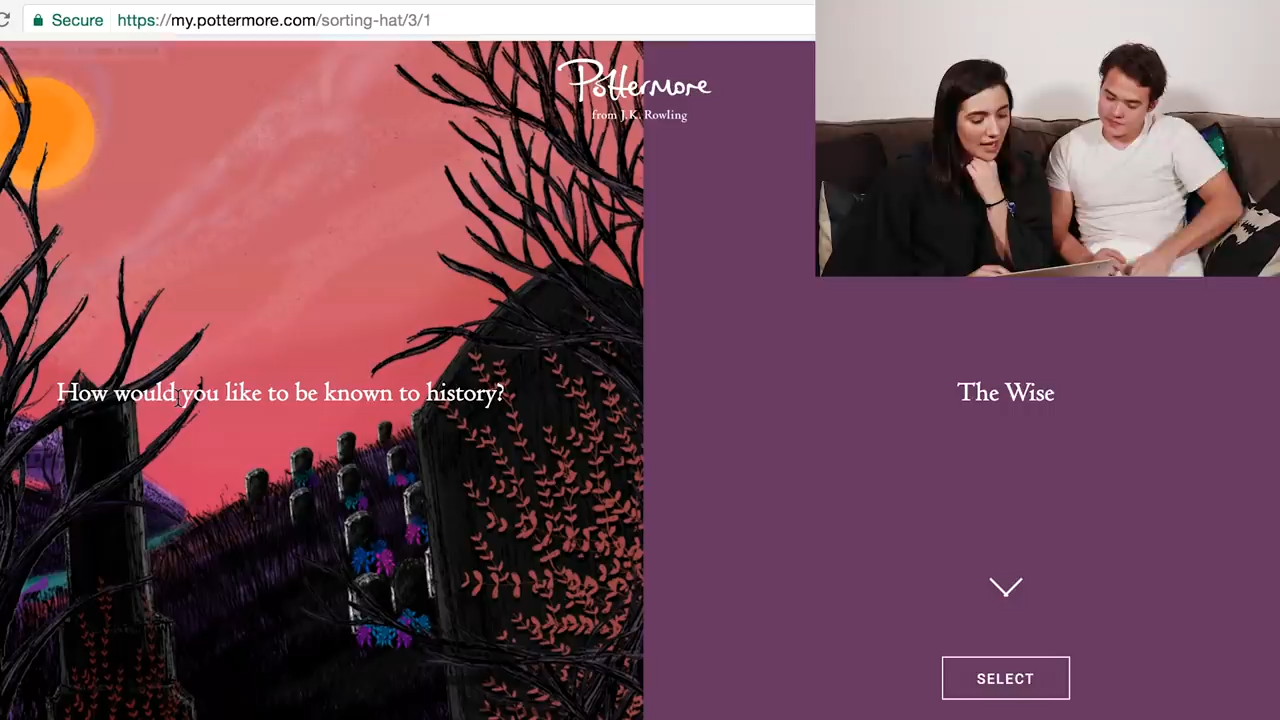 Secure
https://my.pottermore.com/sorting-hat/3/1
Pottermore
from J.K. Rowling
How would you like to be known to history?
The Wise
SELECT